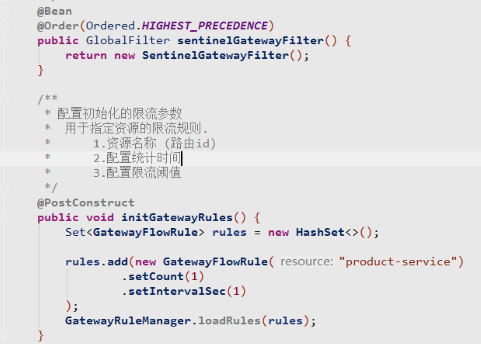 @Bean
@Order(Ordered.HIGHEST_PRECEDENCE)
public GlobalFilter sentinelGatewayFilter() {
    return new SentinelGatewayFilter();
}
/**
 * 配置初始化的限流参数
 *  用于指定资源的限流规则.
 *      1.资源名称 (路由id)
 *      2.配置统计时间
 *      3.配置限流阈值
 */
@PostConstruct
public void initGatewayRules() {
    Set<GatewayFlowRule> rules = new HashSet<>();
    rules.add(new GatewayFlowRule( resource: "product-service")
            .setCount(1)
            .setIntervalSec(1)
    );
    GatewayRuleManager.loadRules(rules);
}